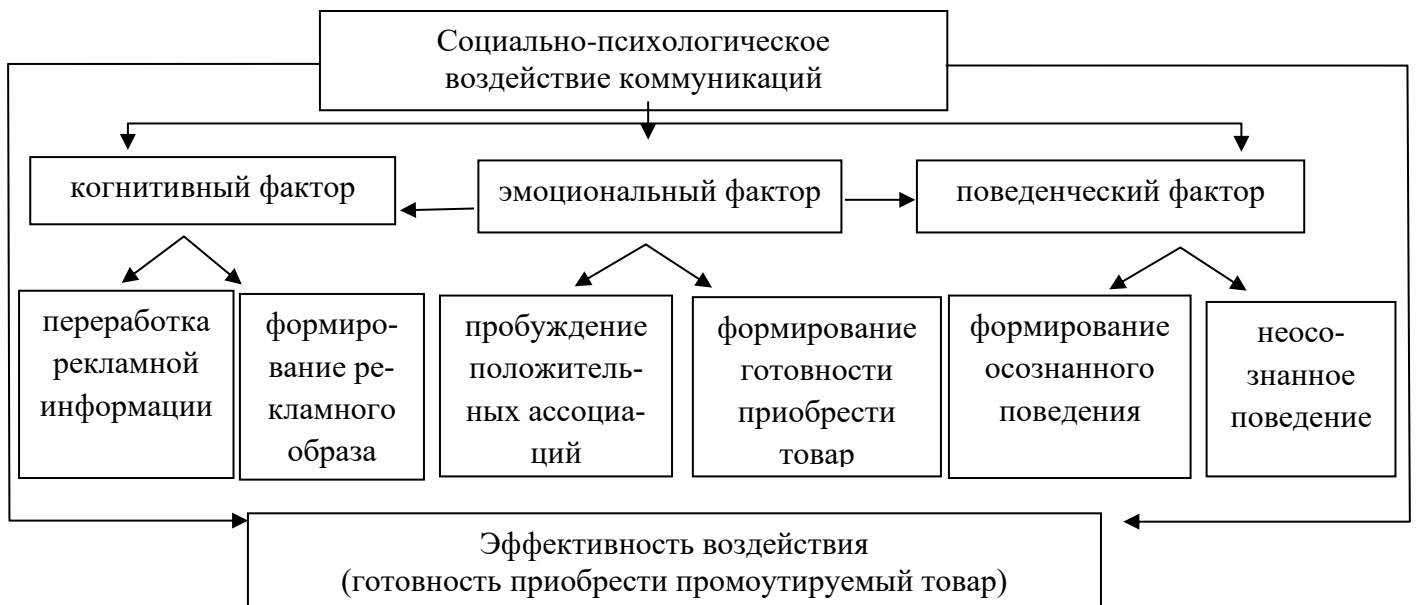 Социально-психологическое
воздействие коммуникаций
когнитивный фактор
эмоциональный фактор
поведенческий фактор
переработка
рекламной
информации
формиро-
вание ре-
кламного
образа
пробуждение
положитель-
ных ассоциа-
ций
формирование
готовности
приобрести
товар
формирование
осознанного
поведения
неосо-
знанное
поведение
Эффективность воздействия
(готовность приобрести промоутируемый товар)